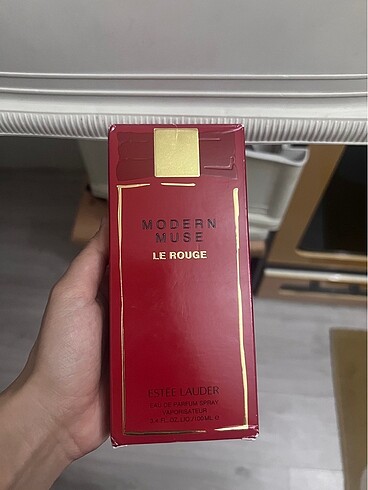 MODERN
MUSE
LE ROUGE
ESTĒE LAUDER
EAU DE PARFUM SPRAY
VAPORISATEUR
3.4 FL.OZ.LIQ./100 ML ℮